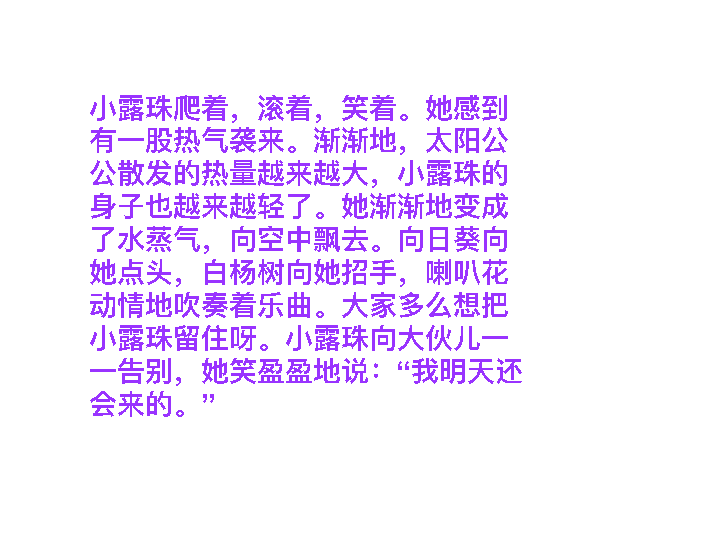 小露珠爬着，滚着，笑着。她感到
有一股热气袭来。渐渐地，太阳公
公散发的热量越来越大，小露珠的
身子也越来越轻了。她渐渐地变成
了水蒸气，向空中飘去。向日葵向
她点头，白杨树向她招手，喇叭花
动情地吹奏着乐曲。大家多么想把
小露珠留住呀。小露珠向大伙儿一
一告别，她笑盈盈地说：“我明天还
会来的。”